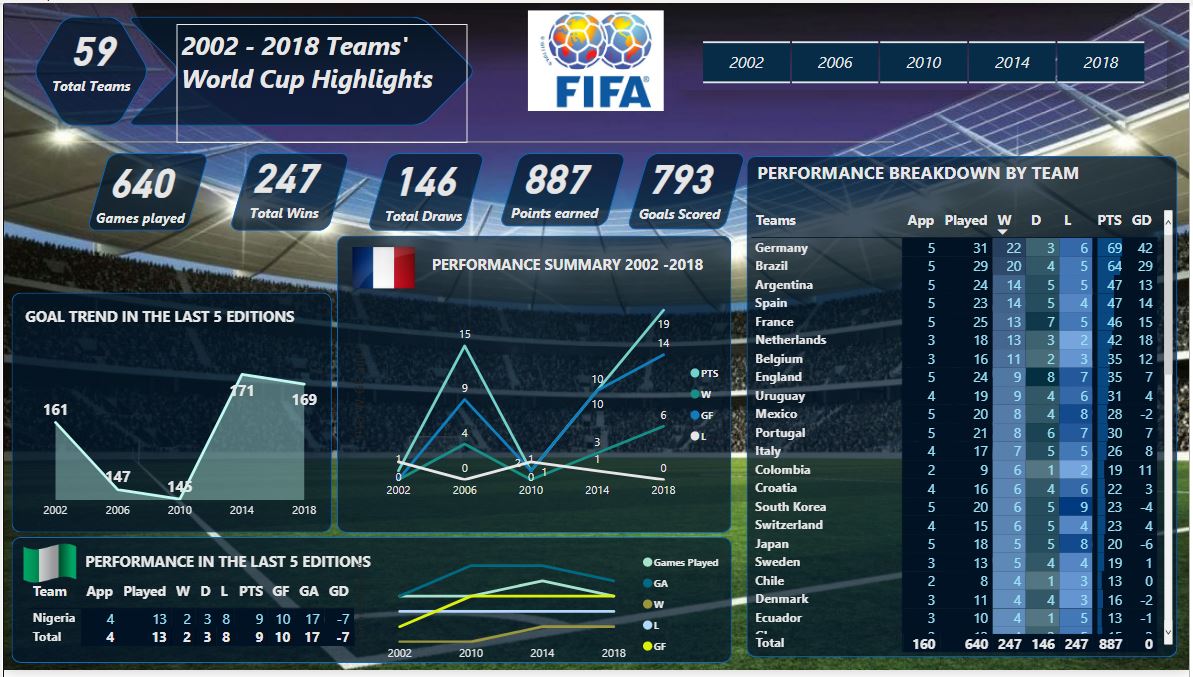 59
Total Teams
2002 - 2018 Teams'
World Cup Highlights
FIFA
2002 2006 2010 2014 2018
640
Games played
247
Total Wins
146
Total Draws
887
Points earned
793
Goals Scored
GOAL TREND IN THE LAST 5 EDITIONS
161
147
145
171
169
2002 2006 2010 2014 2018
PERFORMANCE SUMMARY 2002 -2018
15
9
4
0
1
0
2
1
0
1
10
10
3
1
19
14
6
0
2002 2006 2010 2014 2018
PTS
W
GF
L
PERFORMANCE IN THE LAST 5 EDITIONS
Team App Played W D L PTS GF GA GD
Nigeria 4 13 2 3 8 9 10 17 -7
Total 4 13 2 3 8 9 10 17 -7
2002 2010 2014 2018
Games Played
GA
W
L
GF
PERFORMANCE BREAKDOWN BY TEAM
Teams App Played W D L PTS GD
Germany 5 31 22 3 6 69 42
Brazil 5 29 20 4 5 64 29
Argentina 5 24 14 5 5 47 13
Spain 5 23 14 5 4 47 14
France 5 25 13 7 5 46 15
Netherlands 3 18 13 3 2 42 18
Belgium 3 16 11 2 3 35 12
England 5 24 9 8 7 35 7
Uruguay 4 19 9 4 6 31 4
Mexico 5 20 8 4 8 28 -2
Portugal 5 21 8 6 7 30 7
Italy 4 17 7 5 5 26 8
Colombia 2 9 6 1 2 19 11
Croatia 4 16 6 4 6 22 3
South Korea 5 20 6 5 9 23 -4
Switzerland 4 15 6 5 4 23 4
Japan 5 18 5 5 8 20 -6
Sweden 3 13 5 4 4 19 1
Chile 2 8 4 1 3 13 0
Denmark 3 11 4 4 3 16 -2
Ecuador 3 10 4 1 5 13 -1
Total 160 640 247 146 247 887 0